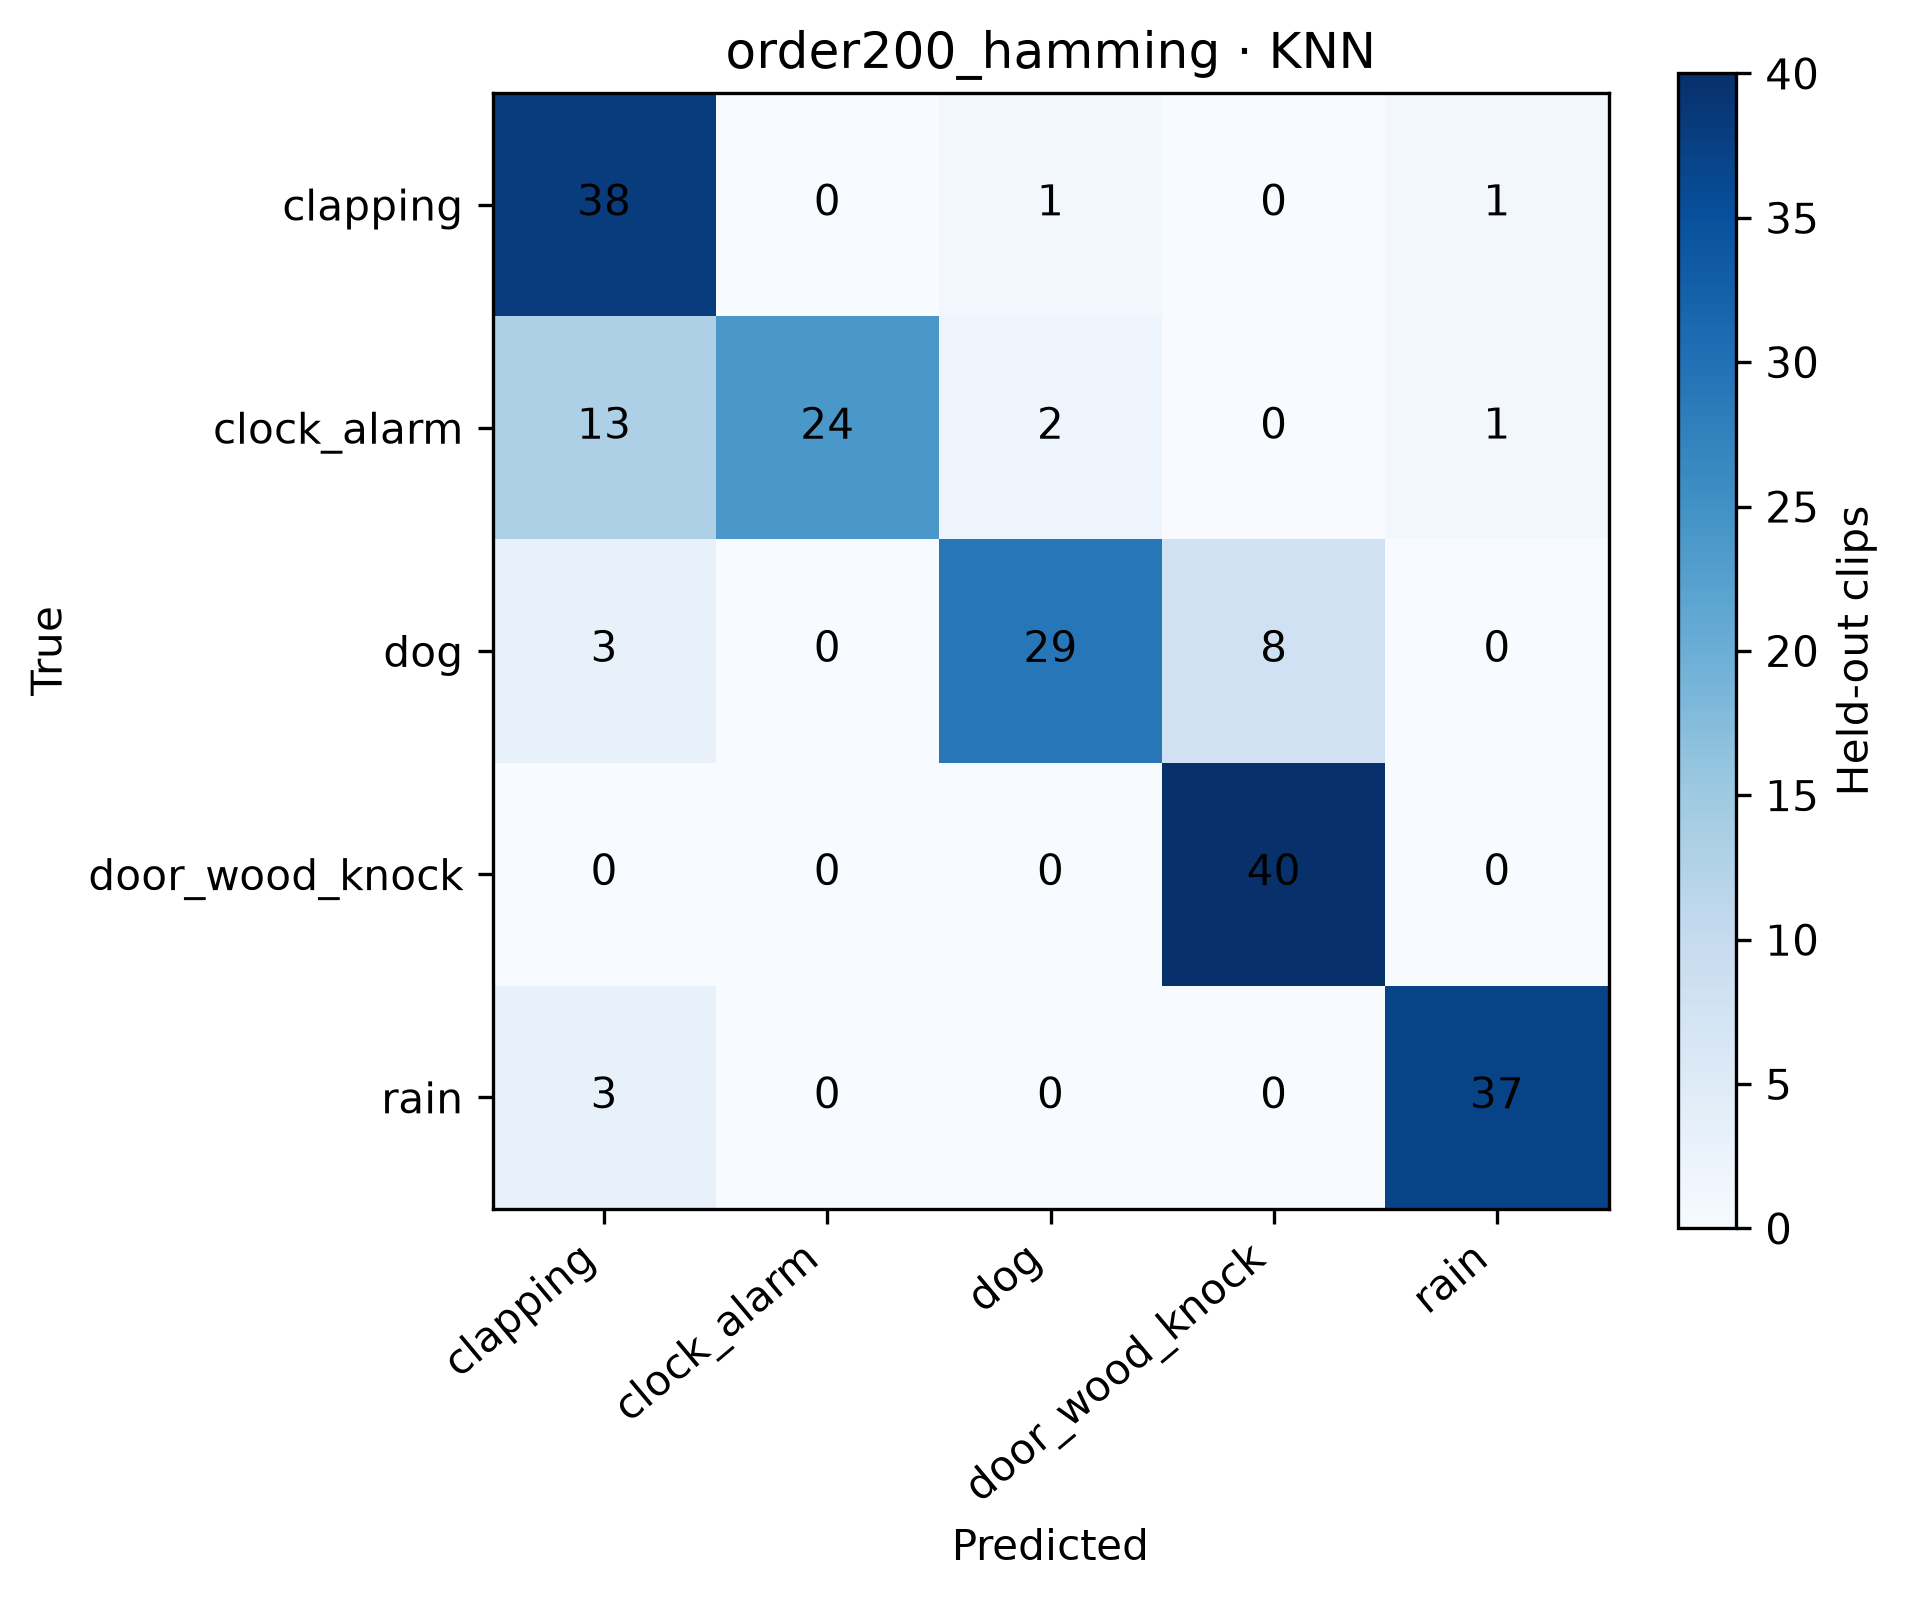 order200_hamming · KNN
clapping 38 0 1 0 1
clock_alarm 13 24 2 0 1
dog 3 0 29 8 0
door_wood_knock 0 0 0 40 0
rain 3 0 0 0 37
True
clapping
clock_alarm
dog
door_wood_knock
rain
Predicted
40
35
30
25
20
15
10
5
0
Held-out clips